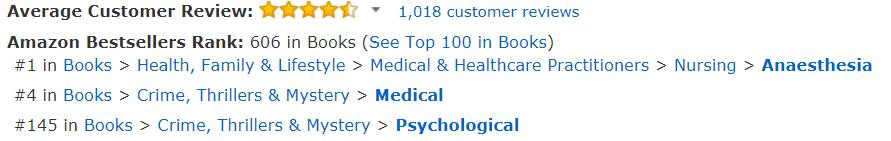 Average Customer Review: 1,018 customer reviews
Amazon Bestsellers Rank: 606 in Books (See Top 100 in Books)
#1 in Books > Health, Family & Lifestyle > Medical & Healthcare Practitioners > Nursing > Anaesthesia
#4 in Books > Crime, Thrillers & Mystery > Medical
#145 in Books > Crime, Thrillers & Mystery > Psychological